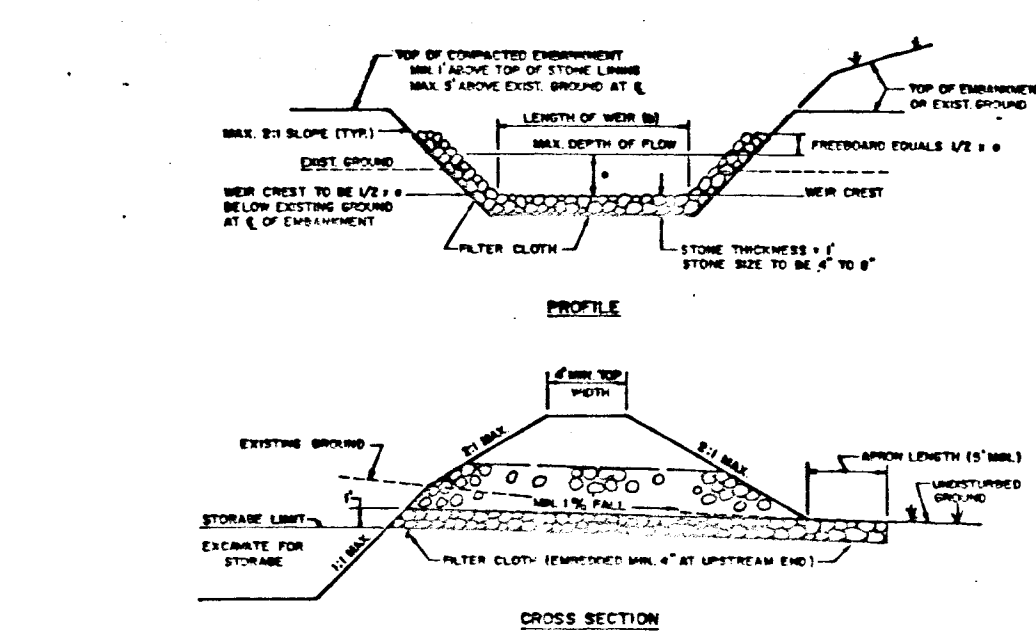 TOP OF COMPACTED EMBANKMENT
MIN. 1' ABOVE TOP OF STONE LINING
MAX. 5' ABOVE EXIST. GROUND AT ℄
TOP OF EMBANKMEN
OR EXIST. GROUND
LENGTH OF WEIR (b)
MAX. 2:1 SLOPE (TYP.)
MAX. DEPTH OF FLOW
FREEBOARD EQUALS 1/2 x
EXIST. GROUND
WEIR CREST TO BE 1/2 x
BELOW EXISTING GROUND
AT ℄ OF EMBANKMENT
WEIR CREST
FILTER CLOTH
STONE THICKNESS = 1'
STONE SIZE TO BE 4" TO 8"
PROFILE
4' MIN. TOP
WIDTH
2:1 MAX.
2:1 MAX.
EXISTING GROUND
APRON LENGTH (5' MIN.)
UNDISTURBED
GROUND
1'
MIN. 1% FALL
STORAGE LIMIT
EXCAVATE FOR
STORAGE
1:1 MAX.
FILTER CLOTH (EMBEDDED MIN. 4" AT UPSTREAM END)
CROSS SECTION